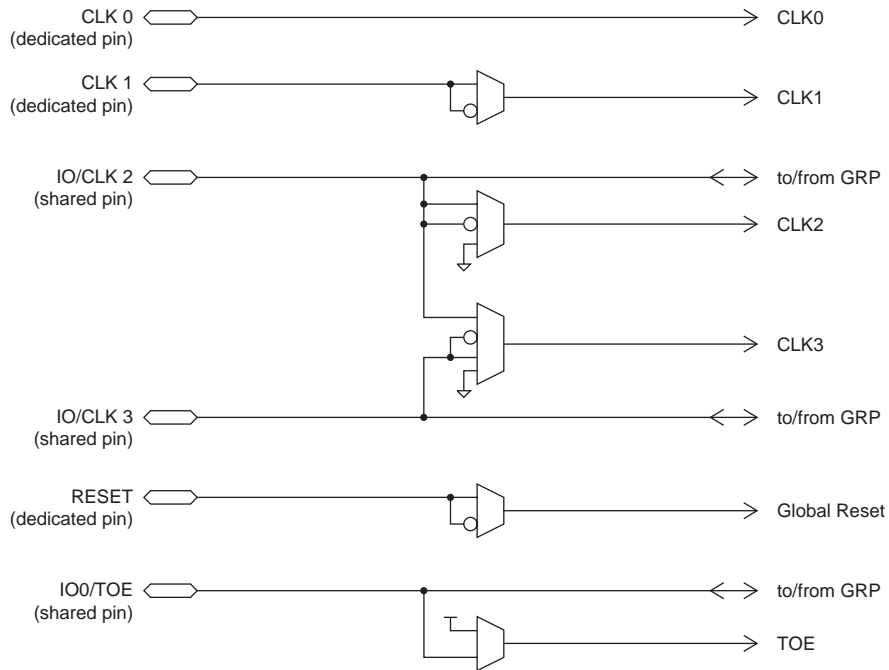 CLK 0
(dedicated pin)
CLK0
CLK 1
(dedicated pin)
CLK1
IO/CLK 2
(shared pin)
to/from GRP
CLK2
CLK3
IO/CLK 3
(shared pin)
to/from GRP
RESET
(dedicated pin)
Global Reset
IO0/TOE
(shared pin)
to/from GRP
TOE